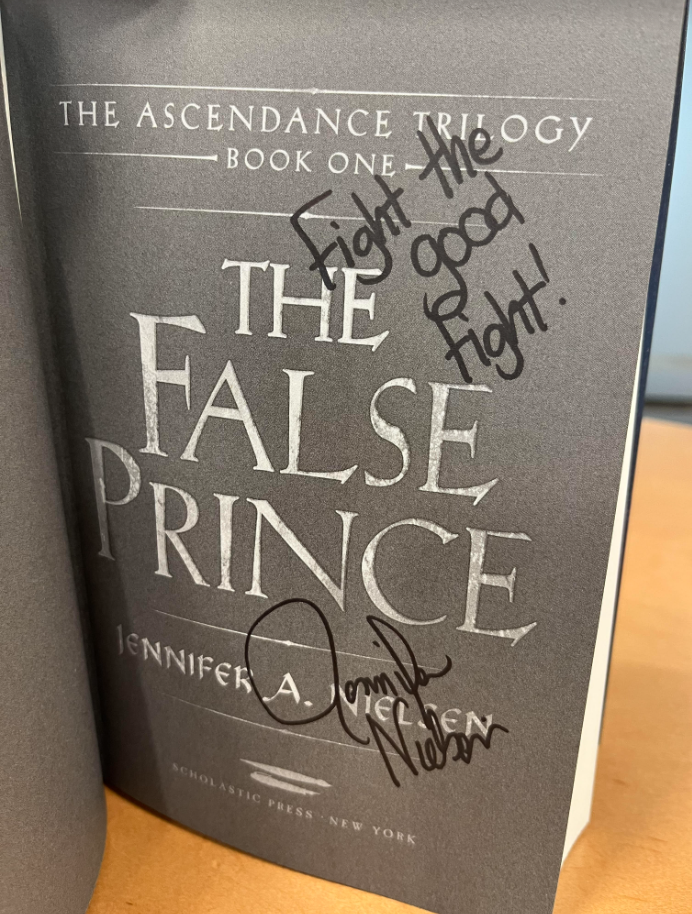 THE ASCENDANCE TRILOGY
BOOK ONE
Fight the
good
Fight!
THE
FALSE
PRINCE
JENNIFER A. NIELSEN
Jennifer
Nielsen
SCHOLASTIC PRESS · NEW YORK